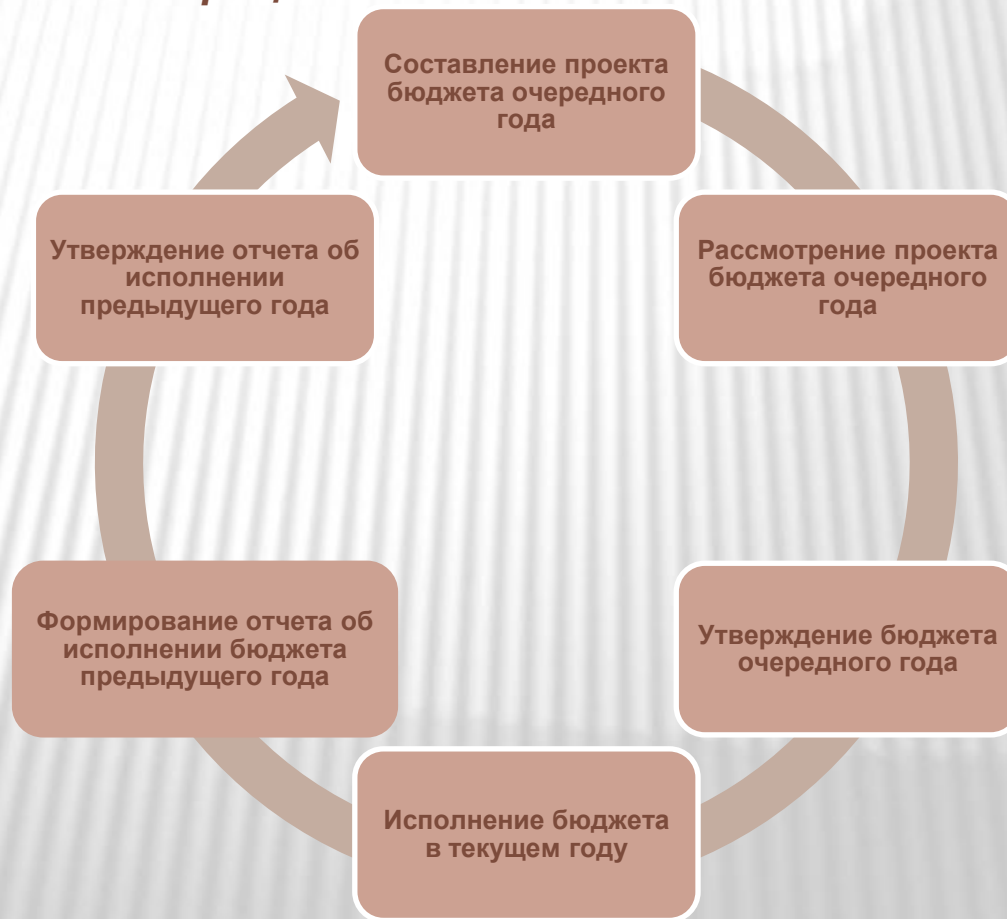 Составление проекта
бюджета очередного
года
Рассмотрение проекта
бюджета очередного
года
Утверждение бюджета
очередного года
Исполнение бюджета
в текущем году
Формирование отчета об
исполнении бюджета
предыдущего года
Утверждение отчета об
исполнении
предыдущего года